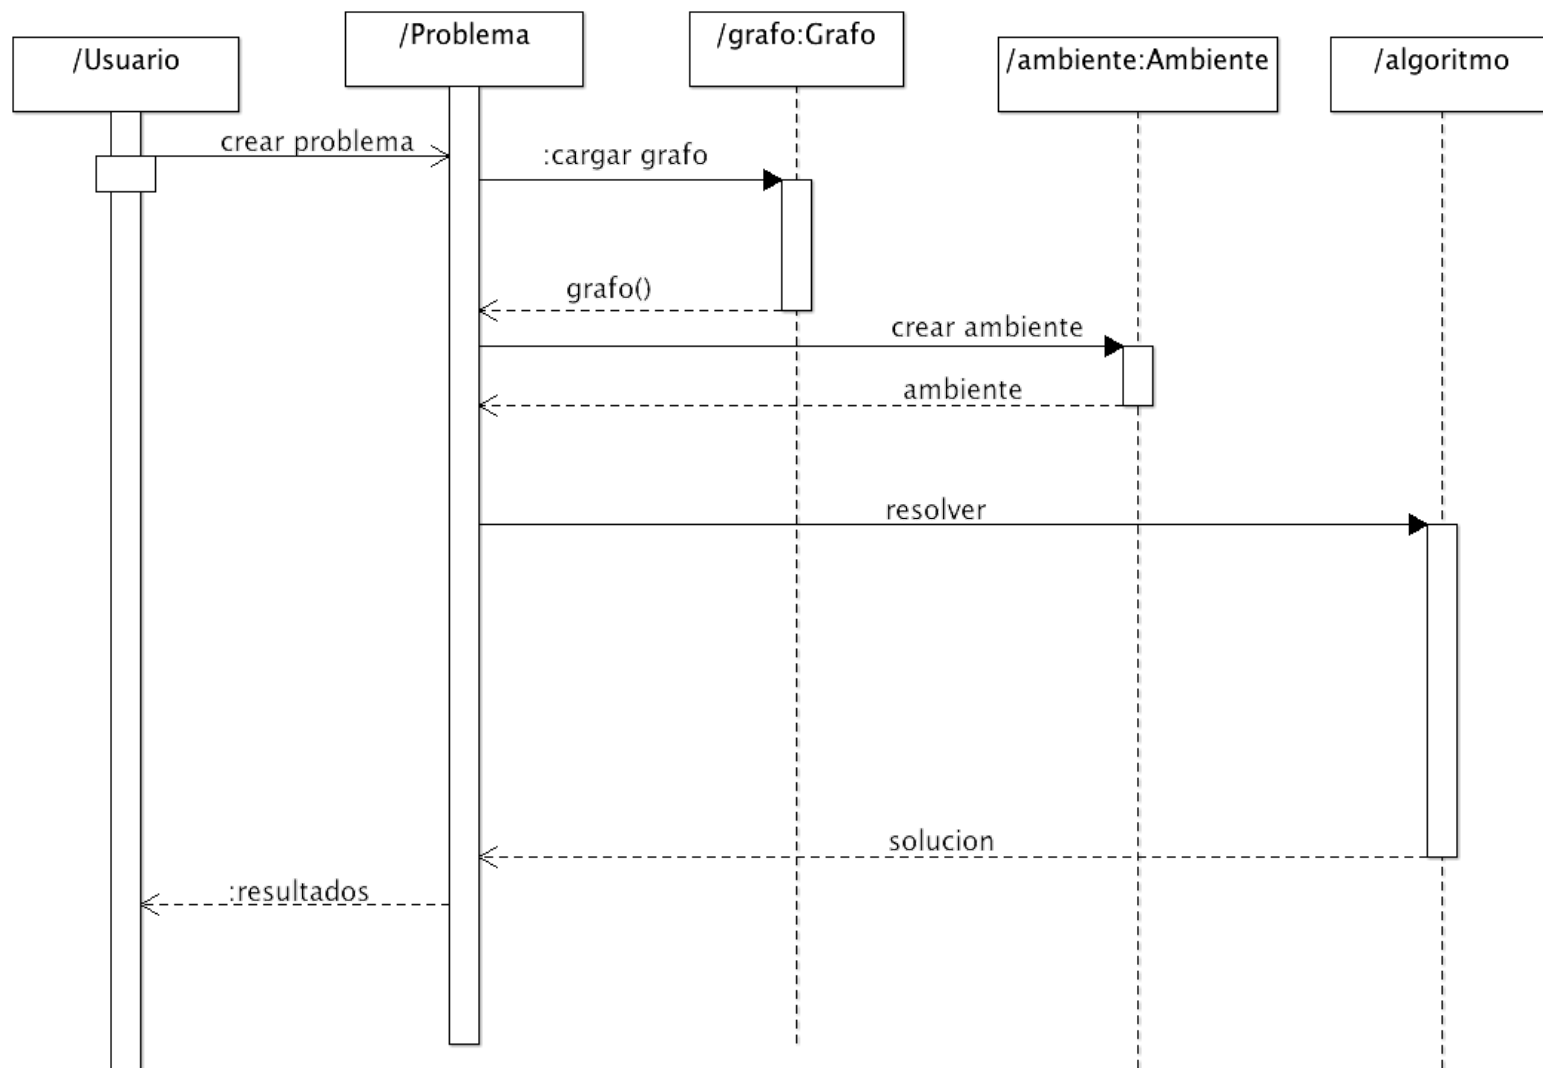 /Usuario
/Problema
/grafo:Grafo
/ambiente:Ambiente
/algoritmo
crear problema
:cargar grafo
grafo()
crear ambiente
ambiente
resolver
solucion
:resultados